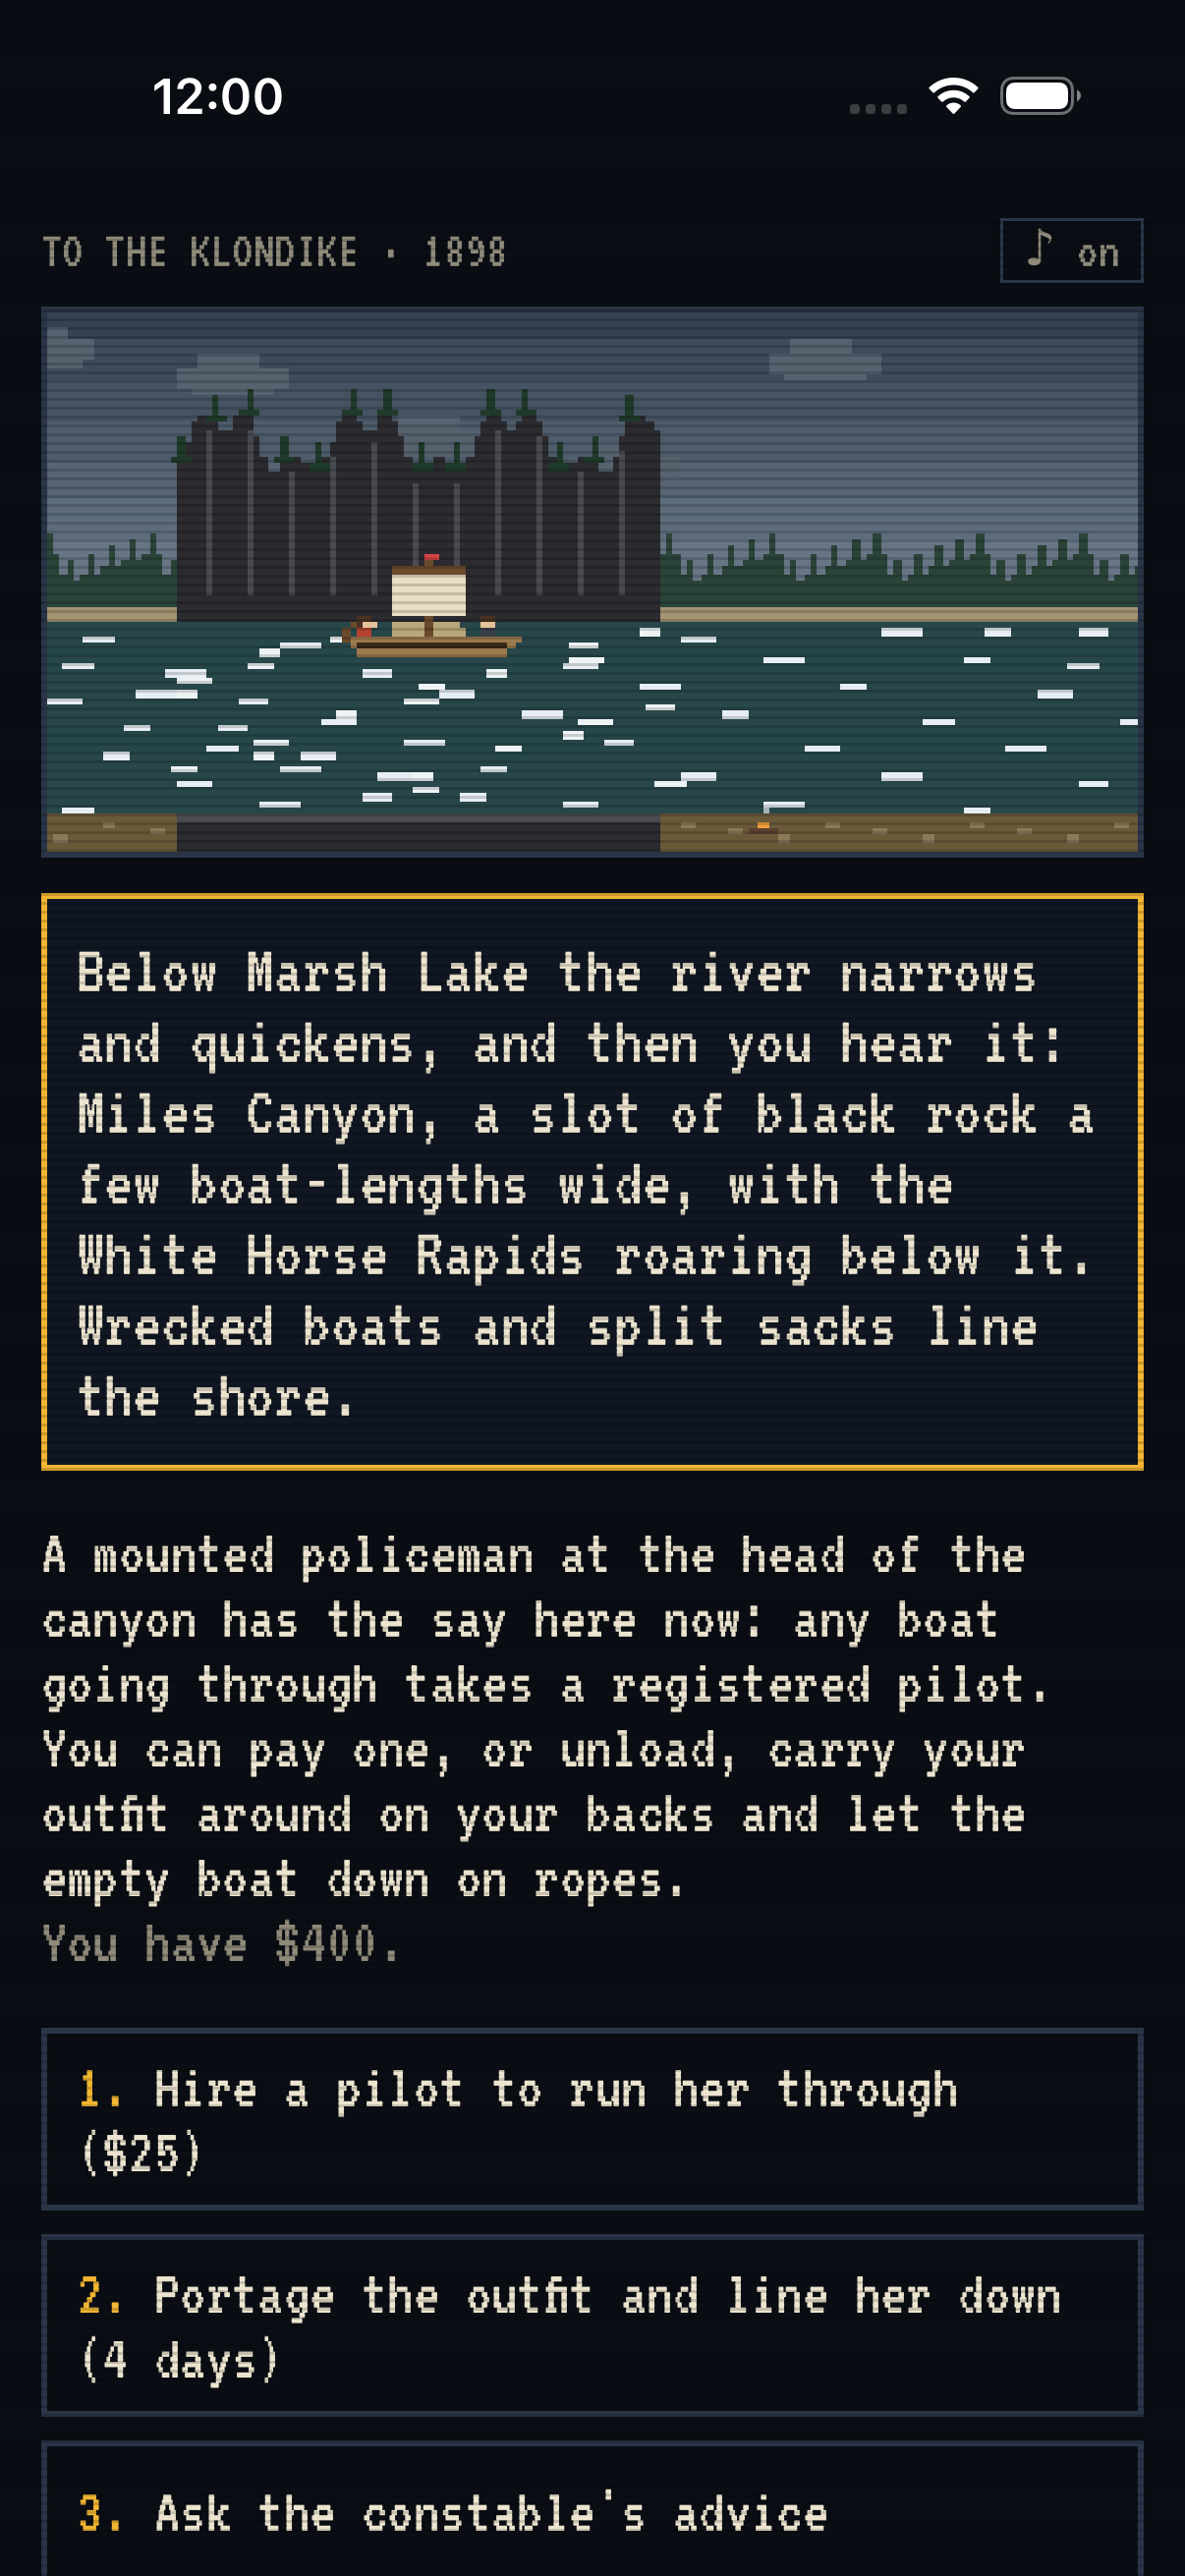 12:00
TO THE KLONDIKE · 1898
♪ on
Below Marsh Lake the river narrows
and quickens, and then you hear it:
Miles Canyon, a slot of black rock a
few boat-lengths wide, with the
White Horse Rapids roaring below it.
Wrecked boats and split sacks line
the shore.
A mounted policeman at the head of the
canyon has the say here now: any boat
going through takes a registered pilot.
You can pay one, or unload, carry your
outfit around on your backs and let the
empty boat down on ropes.
You have $400.
1. Hire a pilot to run her through
($25)
2. Portage the outfit and line her down
(4 days)
3. Ask the constable's advice